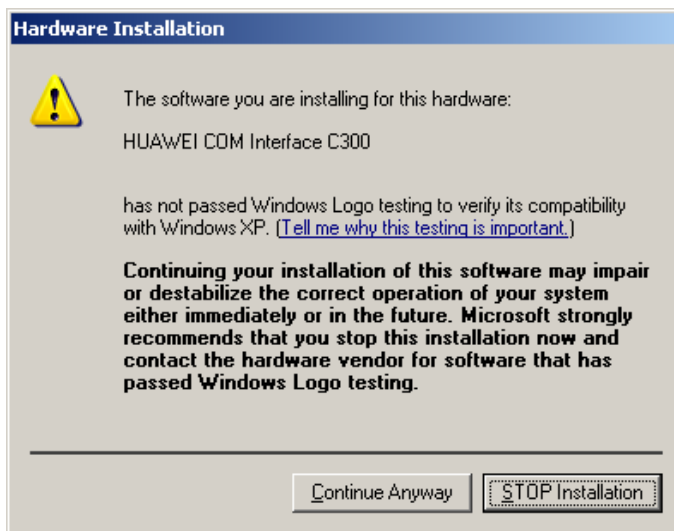 Hardware Installation
The software you are installing for this hardware:
HUAWEI COM Interface C300
has not passed Windows Logo testing to verify its compatibility
with Windows XP. (Tell me why this testing is important.)
Continuing your installation of this software may impair
or destabilize the correct operation of your system
either immediately or in the future. Microsoft strongly
recommends that you stop this installation now and
contact the hardware vendor for software that has
passed Windows Logo testing.
Continue Anyway
STOP Installation